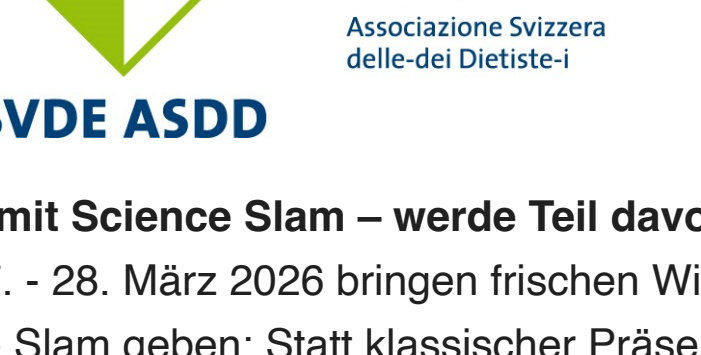 Associazione Svizzera
delle-dei Dietiste-i
SVDE ASDD
mit Science Slam – werde Teil davo
. - 28. März 2026 bringen frischen Wi
Slam geben: Statt klassischer Präse